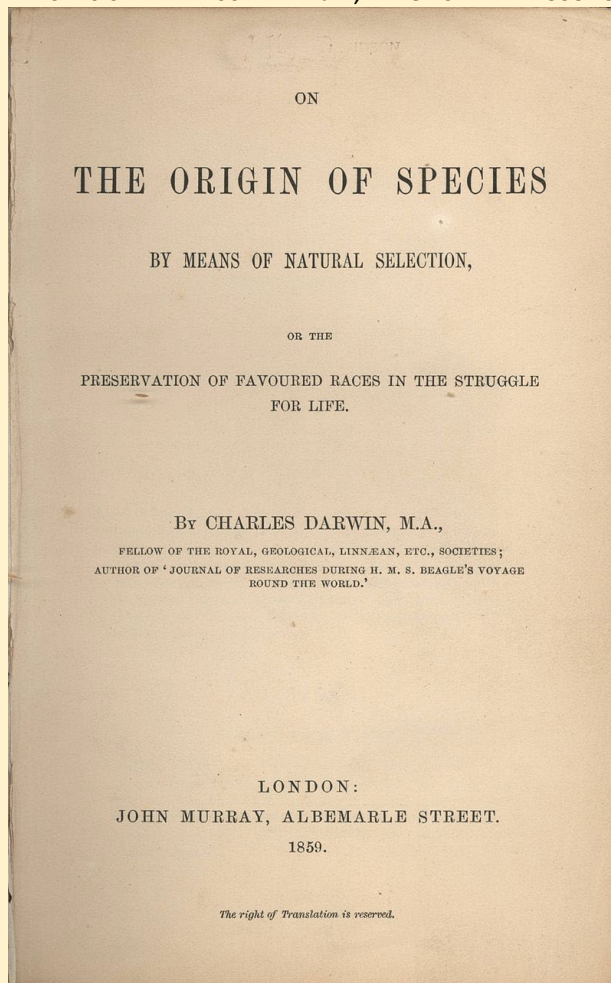 ON
THE ORIGIN OF SPECIES
BY MEANS OF NATURAL SELECTION,
OR THE
PRESERVATION OF FAVOURED RACES IN THE STRUGGLE
FOR LIFE.
BY CHARLES DARWIN, M.A.,
FELLOW OF THE ROYAL, GEOLOGICAL, LINNÆAN, ETC., SOCIETIES;
AUTHOR OF ‘JOURNAL OF RESEARCHES DURING H. M. S. BEAGLE’S VOYAGE
ROUND THE WORLD.’
LONDON:
JOHN MURRAY, ALBEMARLE STREET.
1859.
The right of Translation is reserved.